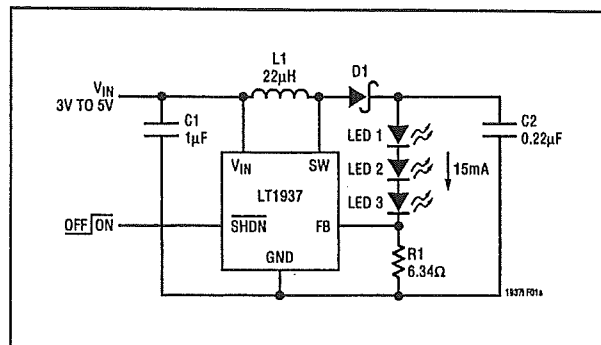 L1
22μH
D1
VIN
3V TO 5V
C1
1μF
C2
0.22μF
LED 1
LED 2
LED 3
15mA
VIN
SW
LT1937
SHDN
FB
GND
OFF ON
R1
6.34Ω
1937 F01a